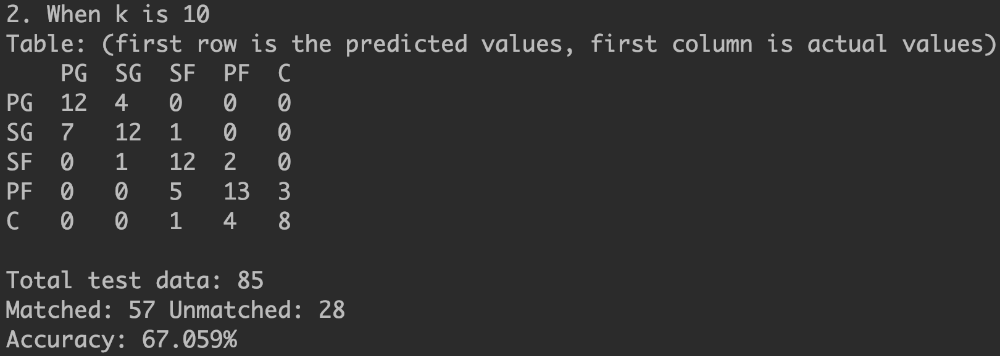 2. When k is 10
Table: (first row is the predicted values, first column is actual values)
    PG  SG  SF  PF  C
PG  12  4   0   0   0
SG  7   12  1   0   0
SF  0   1   12  2   0
PF  0   0   5   13  3
C   0   0   1   4   8

Total test data: 85
Matched: 57 Unmatched: 28
Accuracy: 67.059%